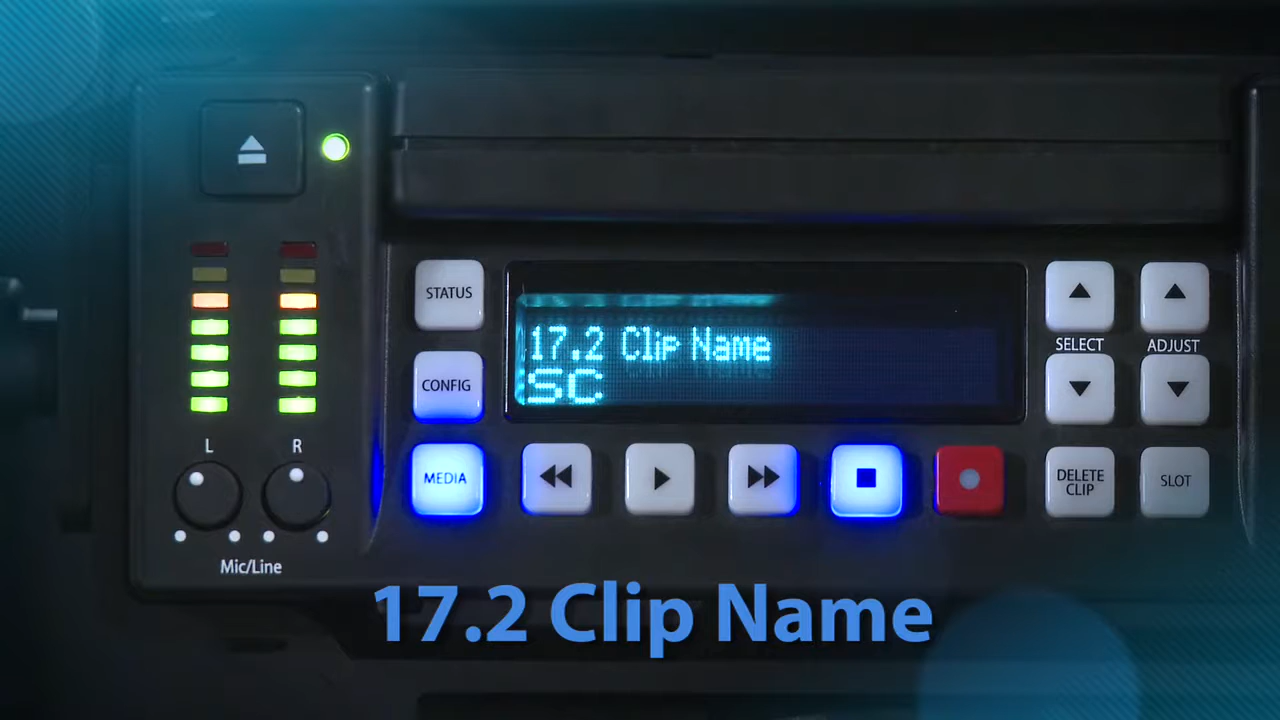 STATUS
17.2 Clip Name
SC
SELECT
ADJUST
CONFIG
MEDIA
DELETE
CLIP
SLOT
L
R
Mic/Line
17.2 Clip Name